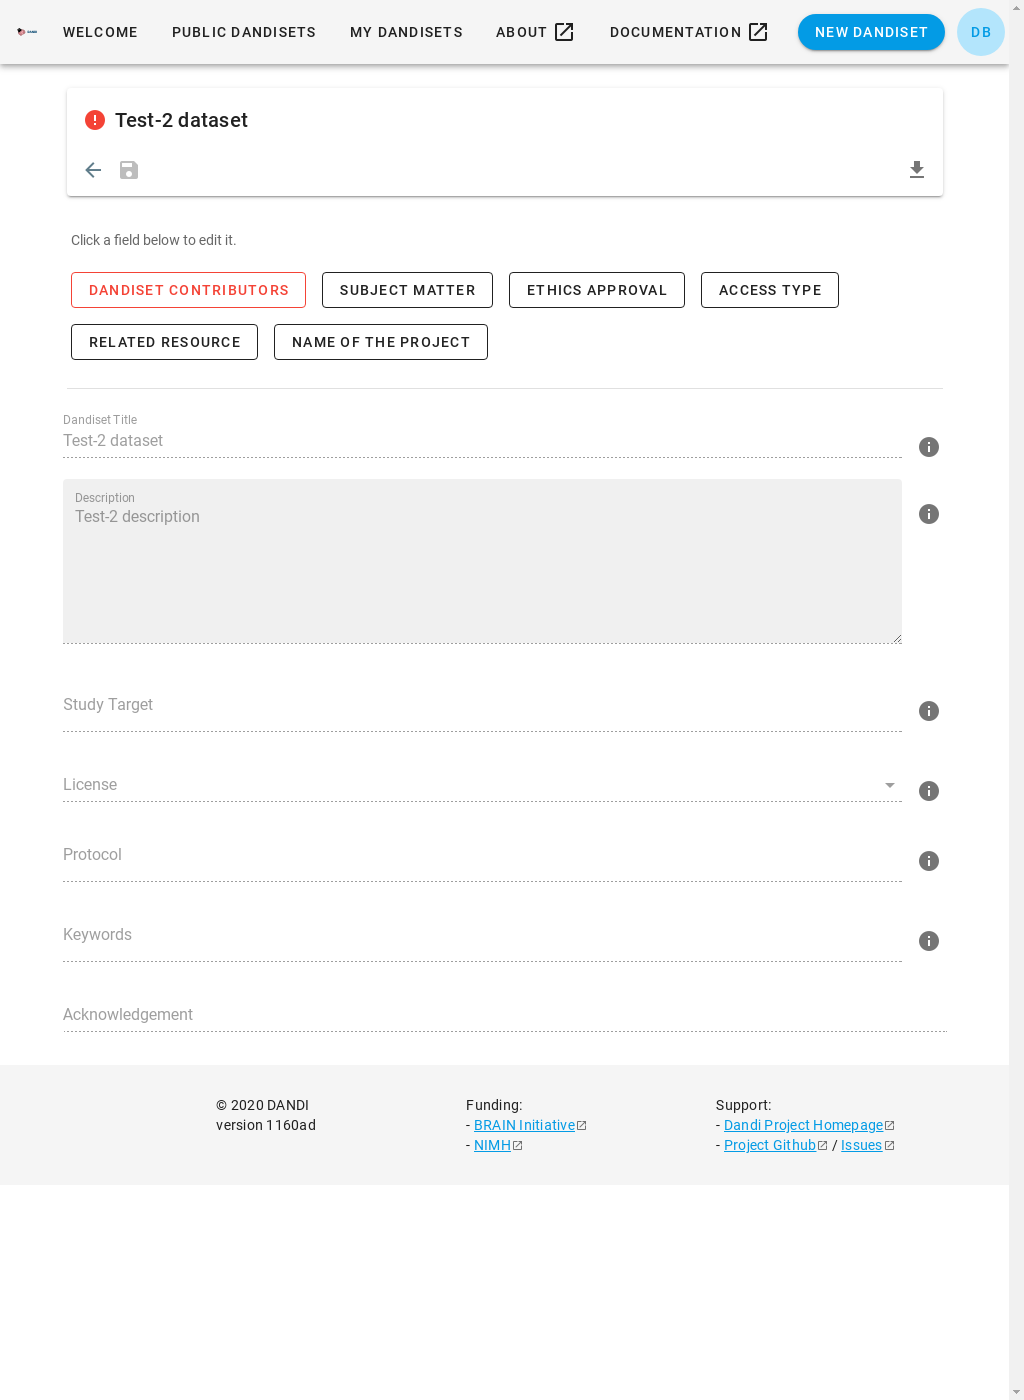 WELCOME PUBLIC DANDISETS MY DANDISETS ABOUT DOCUMENTATION NEW DANDISET DB
Test-2 dataset
Click a field below to edit it.
DANDISET CONTRIBUTORS SUBJECT MATTER ETHICS APPROVAL ACCESS TYPE
RELATED RESOURCE NAME OF THE PROJECT
Dandiset Title
Test-2 dataset
Description
Test-2 description
Study Target
License
Protocol
Keywords
Acknowledgement
© 2020 DANDI
version 1160ad
Funding:
- BRAIN Initiative
- NIMH
Support:
- Dandi Project Homepage
- Project Github / Issues